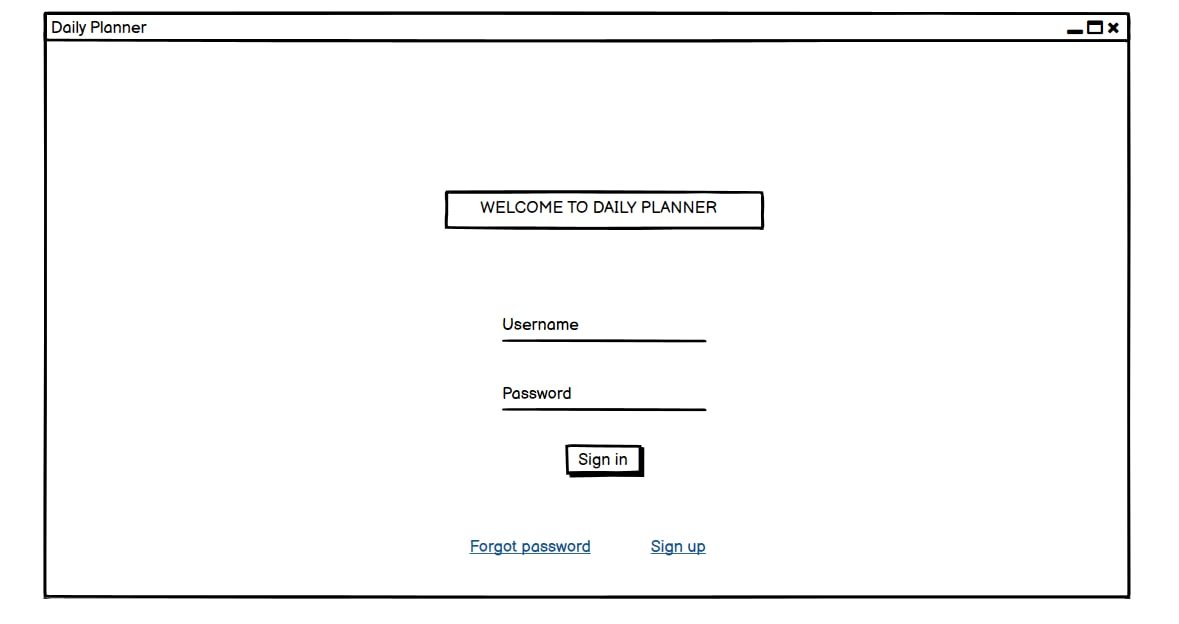 Daily Planner
WELCOME TO DAILY PLANNER
Username
Password
Sign in
Forgot password
Sign up